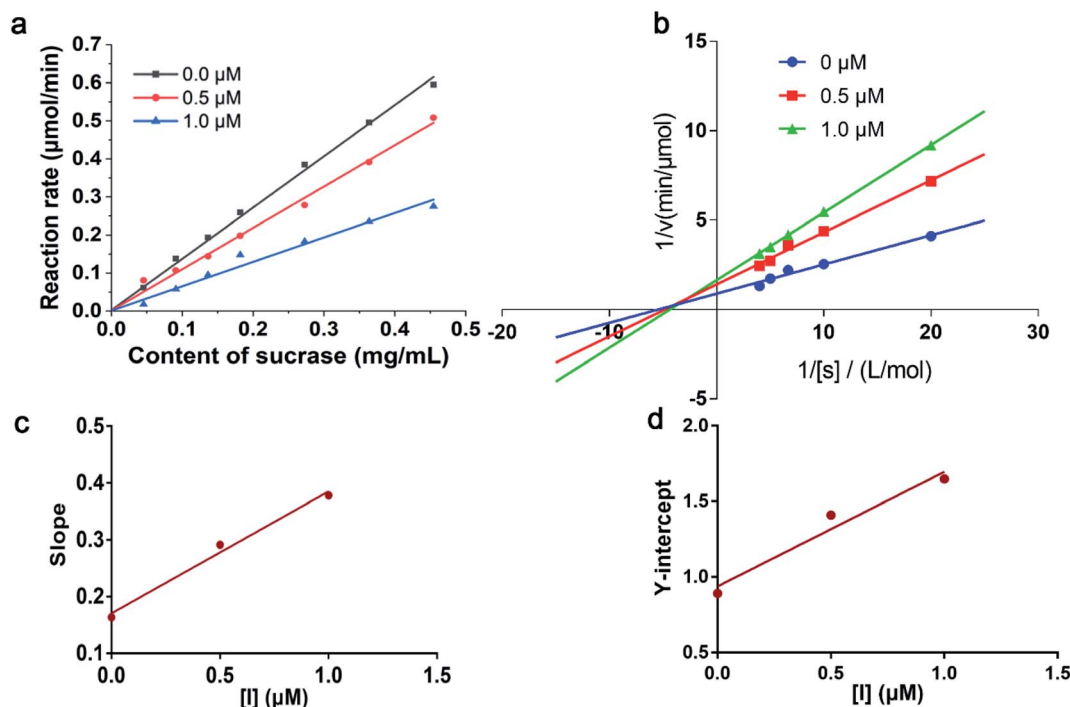 a
Reaction rate (μmol/min)
0.7
0.6
0.5
0.4
0.3
0.2
0.1
0.0
0.0 μM
0.5 μM
1.0 μM
0.0 0.1 0.2 0.3 0.4 0.5
Content of sucrase (mg/mL)
b
1/v(min/μmol)
15
10
5
-5
0 μM
0.5 μM
1.0 μM
-20 -10 0 10 20 30
1/[s] / (L/mol)
c
Slope
0.5
0.4
0.3
0.2
0.1
0.0 0.5 1.0 1.5
[I] (μM)
d
Y-intercept
2.0
1.5
1.0
0.5
0.0 0.5 1.0 1.5
[I] (μM)